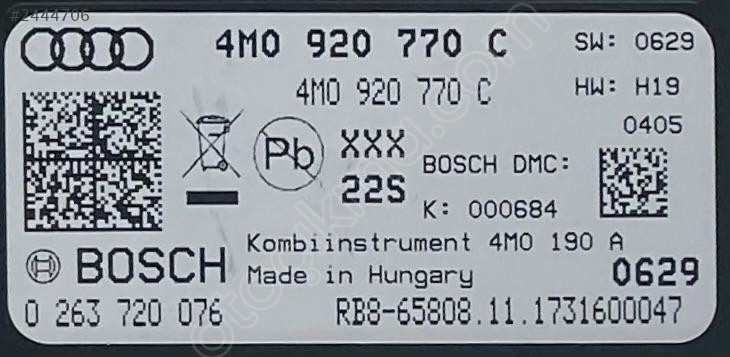 #2444706
4M0 920 770 C
SW: 0629
4M0 920 770 C
HW: H19
0405
Pb
XXX
22S
BOSCH DMC:
K: 000684
BOSCH
Kombiinstrument 4M0 190 A
Made in Hungary
0629
0 263 720 076
RB8-65808.11.1731600047